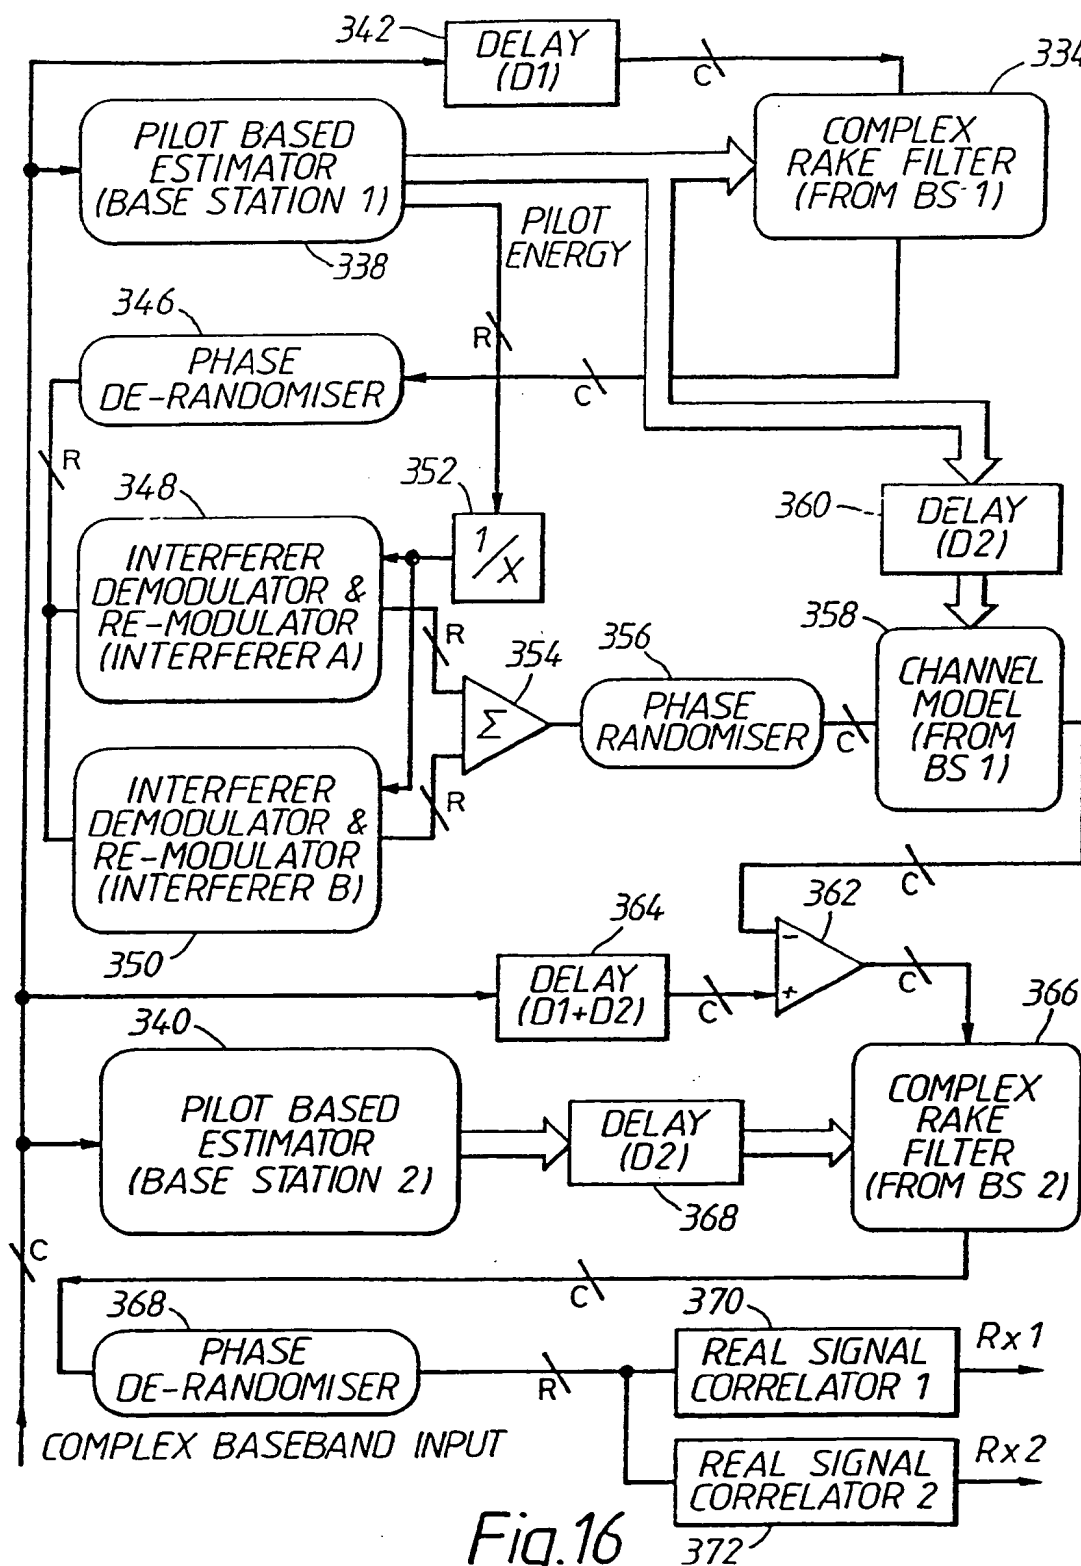 342
DELAY
(D1)
C
334
PILOT BASED
ESTIMATOR
(BASE STATION 1)
338
COMPLEX
RAKE FILTER
(FROM BS 1)
PILOT
ENERGY
346
R
PHASE
DE-RANDOMISER
C
R
348
352
1/X
360
DELAY
(D2)
INTERFERER
DEMODULATOR &
RE-MODULATOR
(INTERFERER A)
R
354
Σ
356
PHASE
RANDOMISER
C
358
CHANNEL
MODEL
(FROM
BS 1)
INTERFERER
DEMODULATOR &
RE-MODULATOR
(INTERFERER B)
R
350
C
362
−
+
364
DELAY
(D1+D2)
C
C
366
340
PILOT BASED
ESTIMATOR
(BASE STATION 2)
DELAY
(D2)
368
COMPLEX
RAKE
FILTER
(FROM BS 2)
C
C
368
PHASE
DE-RANDOMISER
R
370
REAL SIGNAL
CORRELATOR 1
Rx1
COMPLEX BASEBAND INPUT
REAL SIGNAL
CORRELATOR 2
Rx2
372
Fig.16